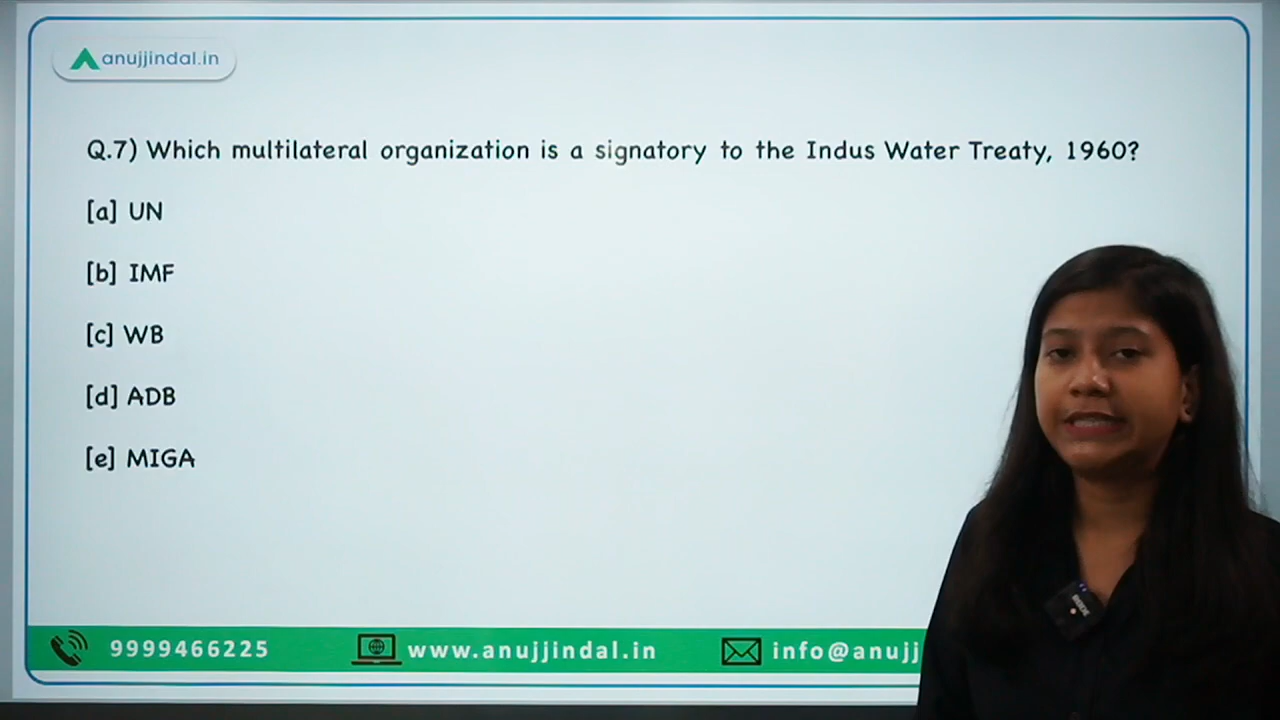 anujjindal.in
Q.7) Which multilateral organization is a signatory to the Indus Water Treaty, 1960?
[a] UN
[b] IMF
[c] WB
[d] ADB
[e] MIGA
9999466225 www.anujjindal.in info@anujj